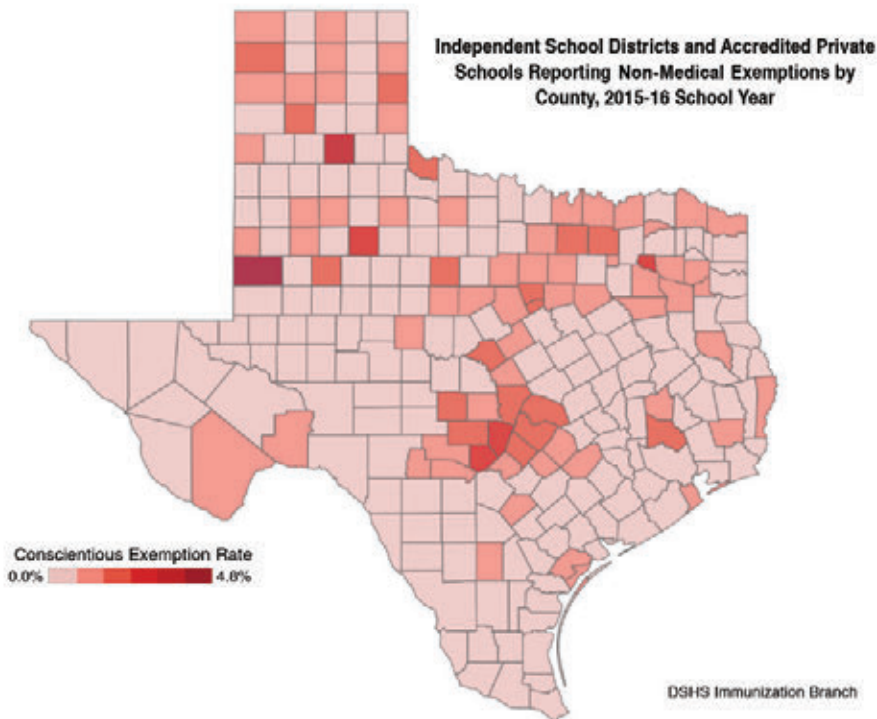 Independent School Districts and Accredited Private
Schools Reporting Non-Medical Exemptions by
County, 2015-16 School Year
Conscientious Exemption Rate
0.0% 4.8%
DSHS Immunization Branch